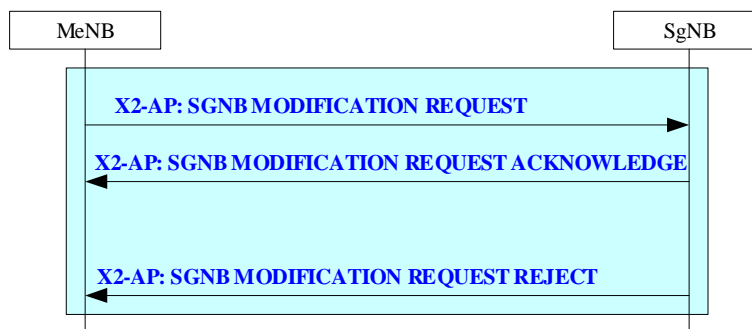 MeNB
SgNB
X2-AP: SGNB MODIFICATION REQUEST
X2-AP: SGNB MODIFICATION REQUEST ACKNOWLEDGE
X2-AP: SGNB MODIFICATION REQUEST REJECT